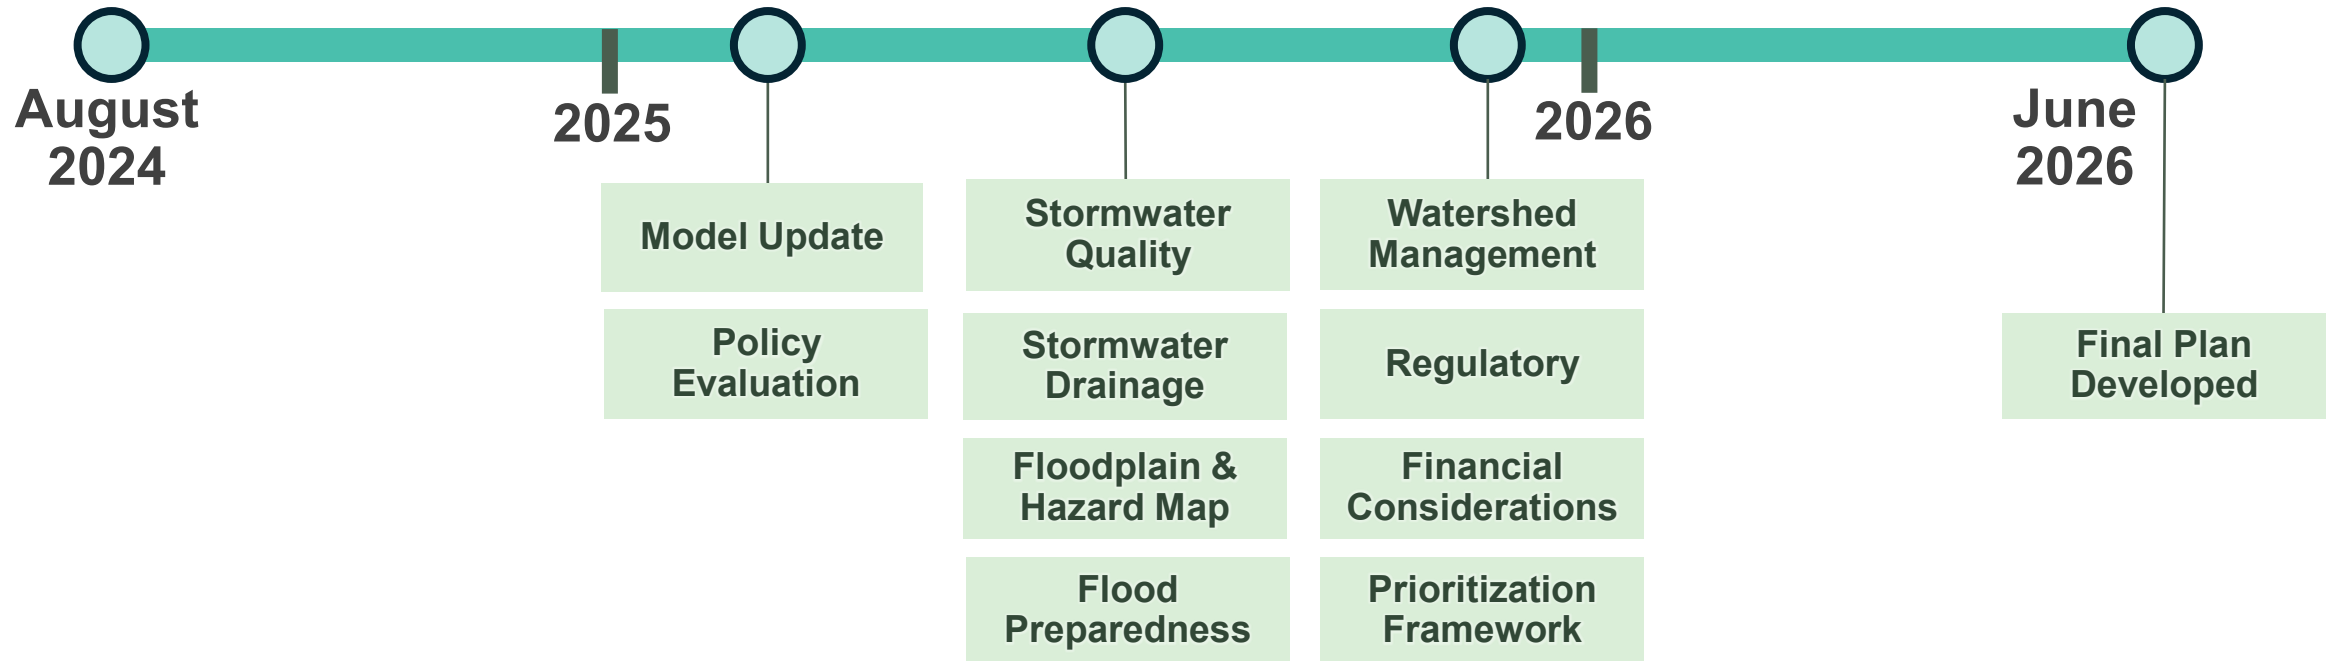 August
2024
2025
2026
June
2026
Model Update
Policy
Evaluation
Stormwater
Quality
Stormwater
Drainage
Floodplain &
Hazard Map
Flood
Preparedness
Watershed
Management
Regulatory
Financial
Considerations
Prioritization
Framework
Final Plan
Developed